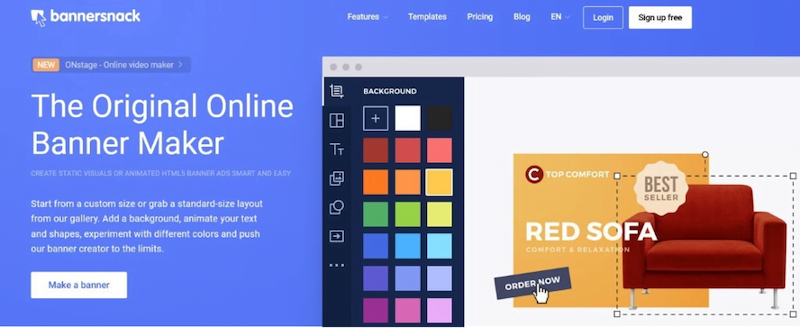 bannersnack
Features Templates Pricing Blog EN Login Sign up free
NEW ONstage - Online video maker
The Original Online
Banner Maker
CREATE STATIC VISUALS OR ANIMATED HTML5 BANNER ADS SMART AND EASY
Start from a custom size or grab a standard-size layout
from our gallery. Add a background, animate your text
and shapes, experiment with different colors and push
our banner creator to the limits.
Make a banner
BACKGROUND
TT
C TOP COMFORT
BEST
SELLER
RED SOFA
COMFORT & RELAXATION
ORDER NOW